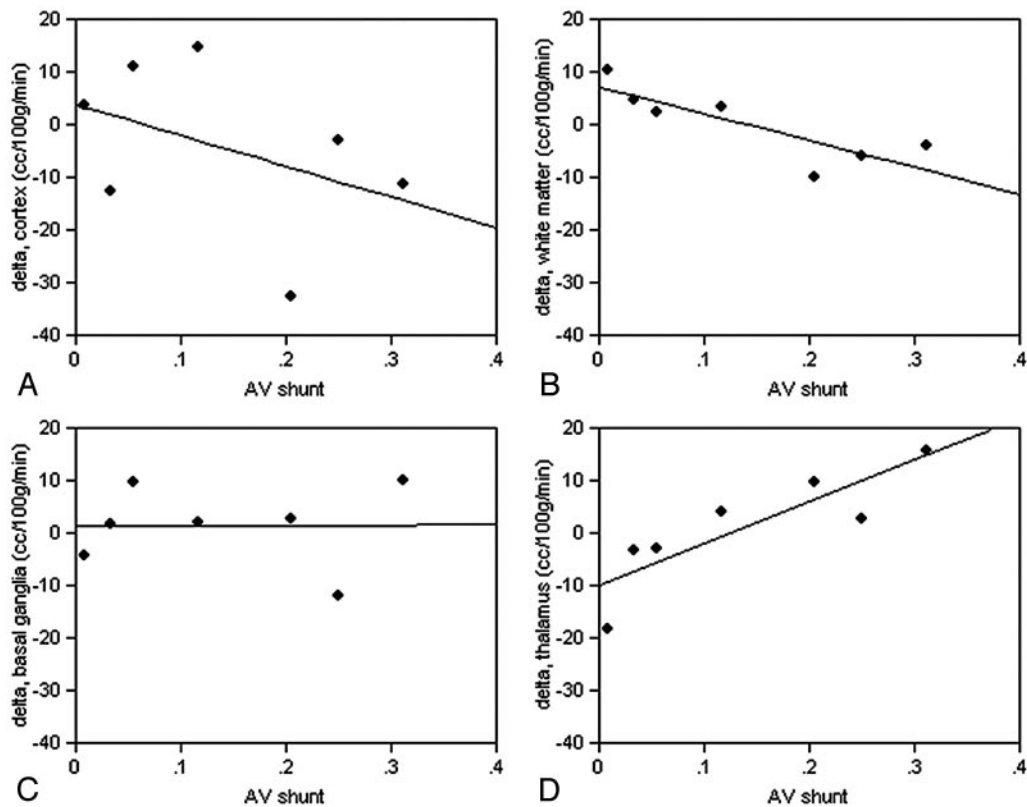 delta, cortex (cc/100g/min)
20
10
0
-10
-20
-30
-40
0 .1 .2 .3 .4
AV shunt
A
delta, white matter (cc/100g/min)
20
10
0
-10
-20
-30
-40
0 .1 .2 .3 .4
AV shunt
B
delta, basal ganglia (cc/100g/min)
20
10
0
-10
-20
-30
-40
0 .1 .2 .3 .4
AV shunt
C
delta, thalamus (cc/100g/min)
20
10
0
-10
-20
-30
-40
0 .1 .2 .3 .4
AV shunt
D